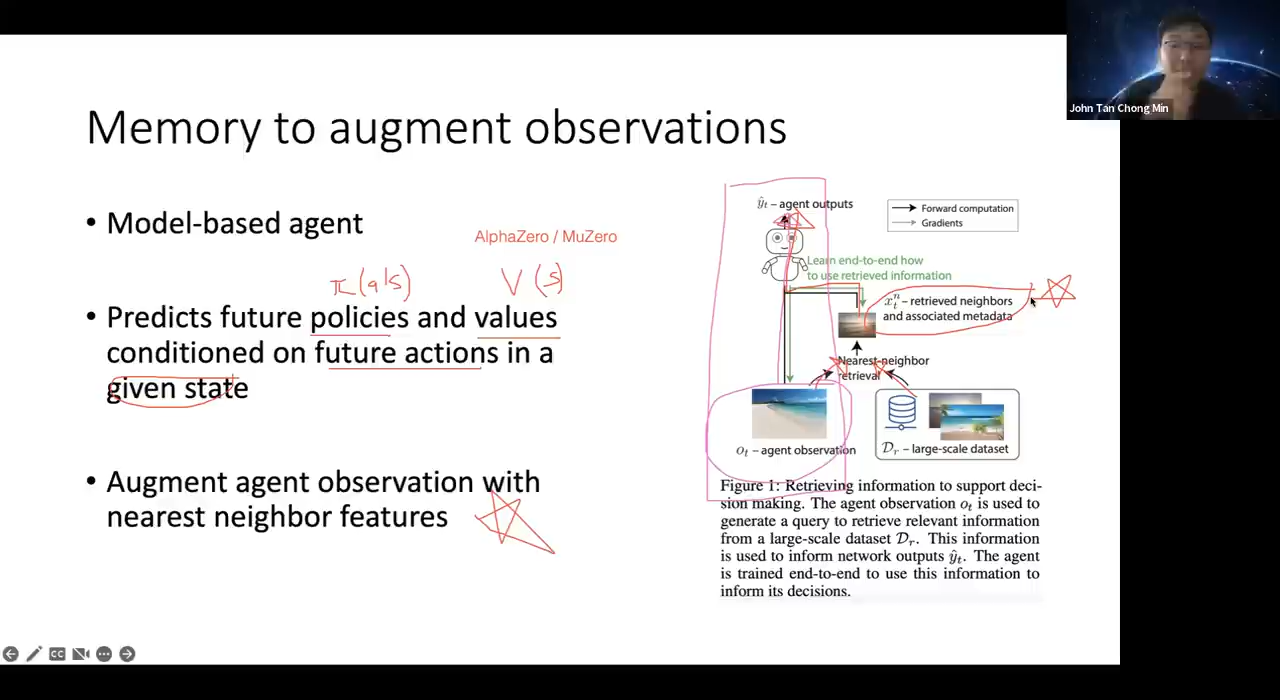 John Tan Chong Min
Memory to augment observations
• Model-based agent
AlphaZero / MuZero
π(a|s) V(s)
• Predicts future policies and values
conditioned on future actions in a
given state
• Augment agent observation with
nearest neighbor features
ŷt – agent outputs
Forward computation
Gradients
Learn end-to-end how
to use retrieved information
xtn – retrieved neighbors
and associated metadata
Nearest-neighbor
retrieval
ot – agent observation
Dr – large-scale dataset
Figure 1: Retrieving information to support deci-
sion making. The agent observation ot is used to
generate a query to retrieve relevant information
from a large-scale dataset Dr. This information
is used to inform network outputs ŷt. The agent
is trained end-to-end to use this information to
inform its decisions.
CC